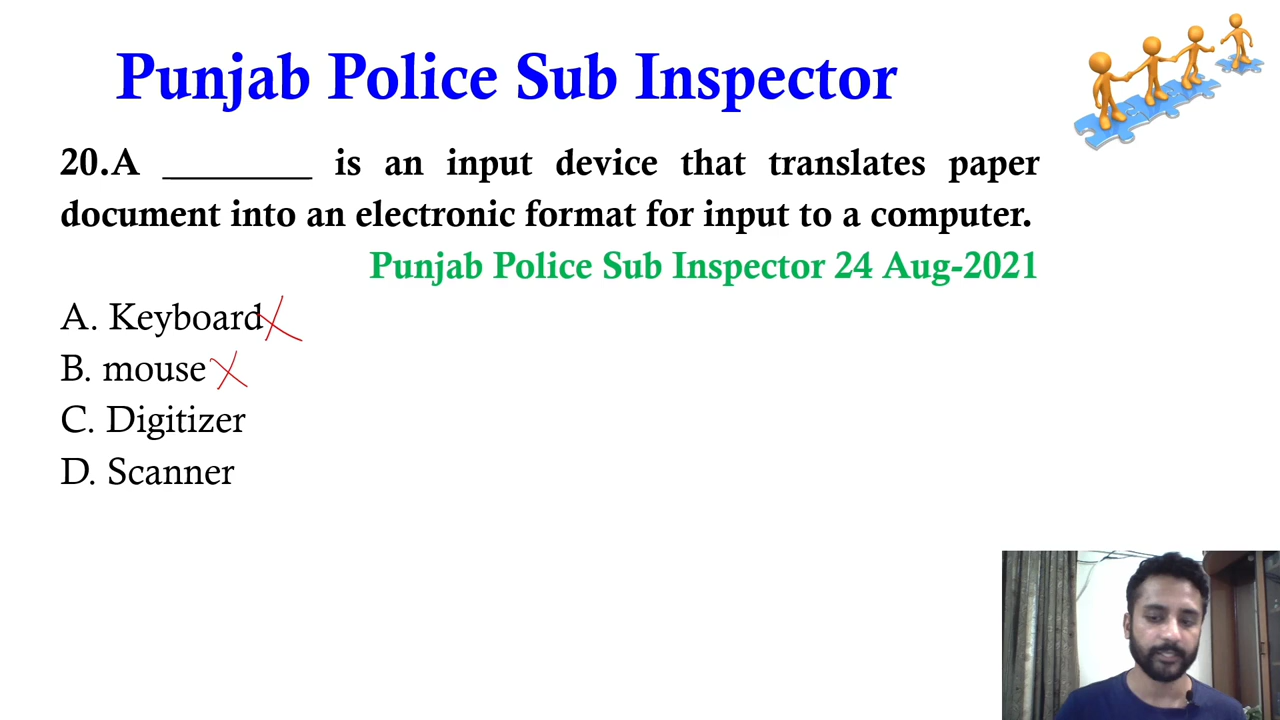 Punjab Police Sub Inspector
20.A ________ is an input device that translates paper
document into an electronic format for input to a computer.
Punjab Police Sub Inspector 24 Aug-2021
A. Keyboard
B. mouse
C. Digitizer
D. Scanner